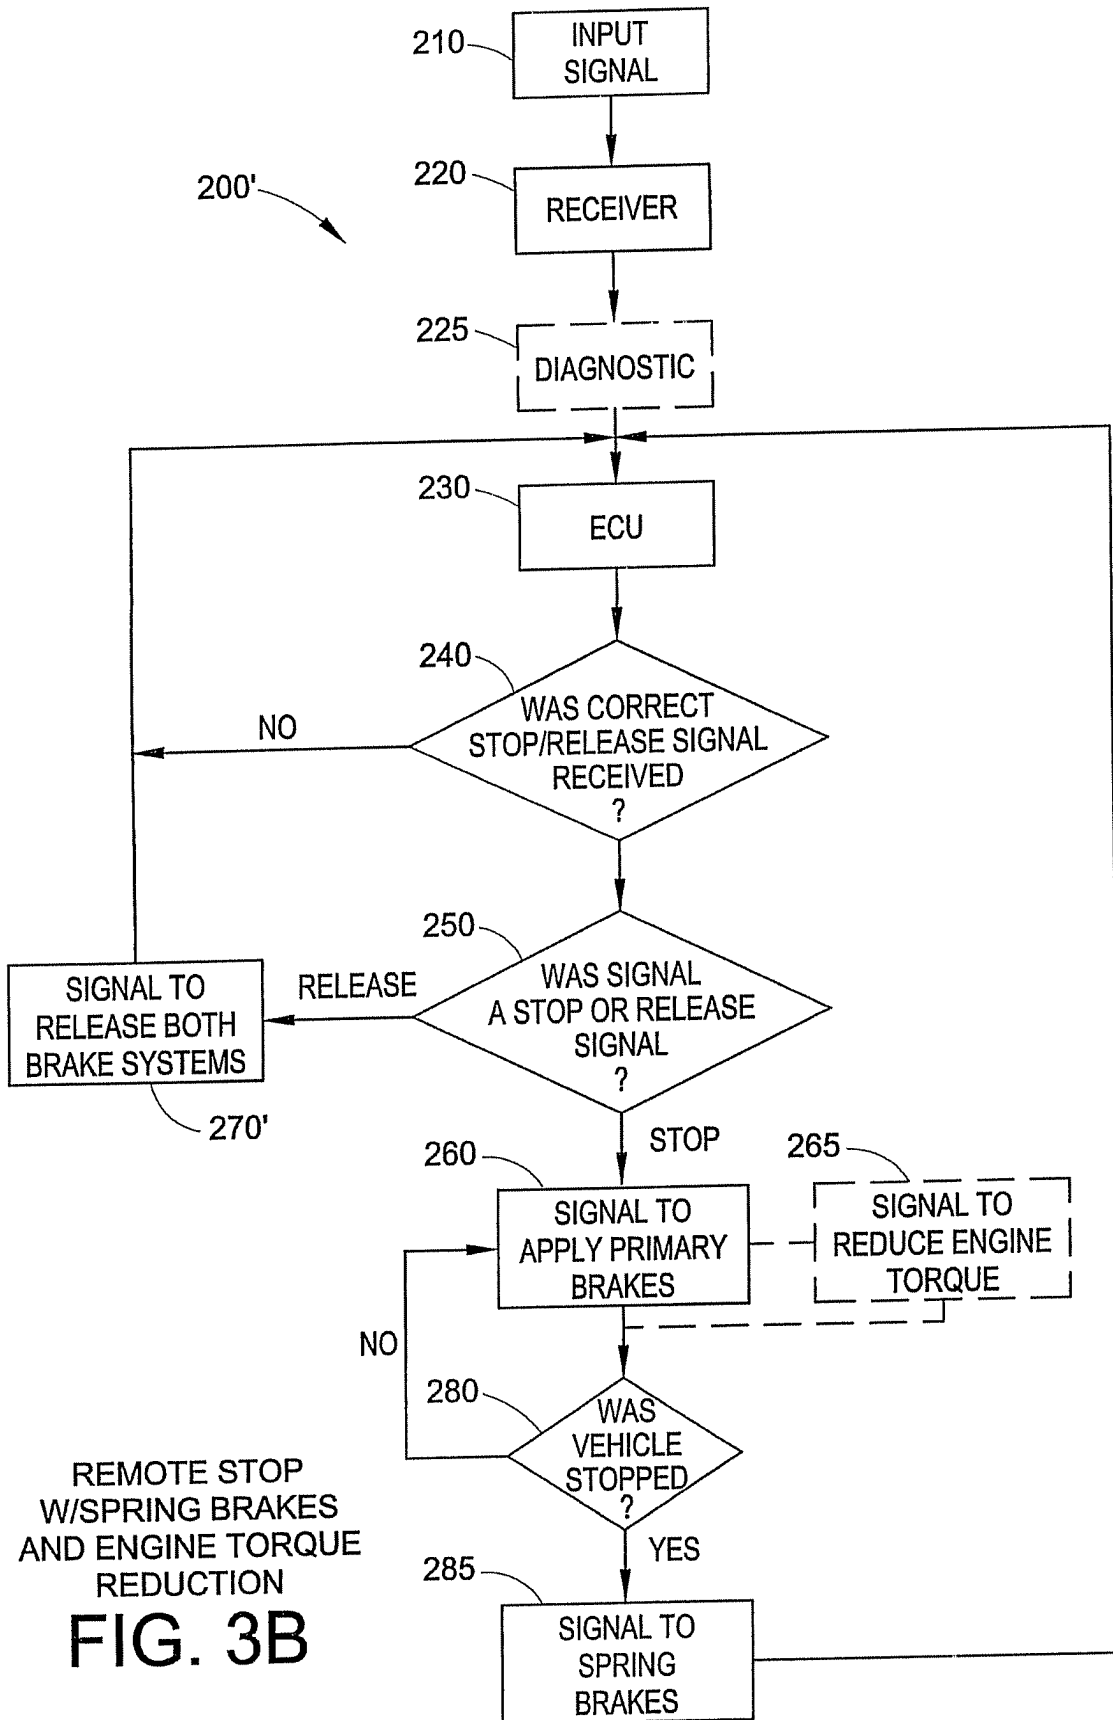 210
INPUT
SIGNAL
220
RECEIVER
200'
225
DIAGNOSTIC
230
ECU
240
WAS CORRECT
STOP/RELEASE SIGNAL
RECEIVED
?
NO
250
WAS SIGNAL
A STOP OR RELEASE
SIGNAL
?
RELEASE
SIGNAL TO
RELEASE BOTH
BRAKE SYSTEMS
270'
STOP
260
SIGNAL TO
APPLY PRIMARY
BRAKES
265
SIGNAL TO
REDUCE ENGINE
TORQUE
NO
280
WAS
VEHICLE
STOPPED
?
YES
285
SIGNAL TO
SPRING
BRAKES
REMOTE STOP
W/SPRING BRAKES
AND ENGINE TORQUE
REDUCTION
FIG. 3B